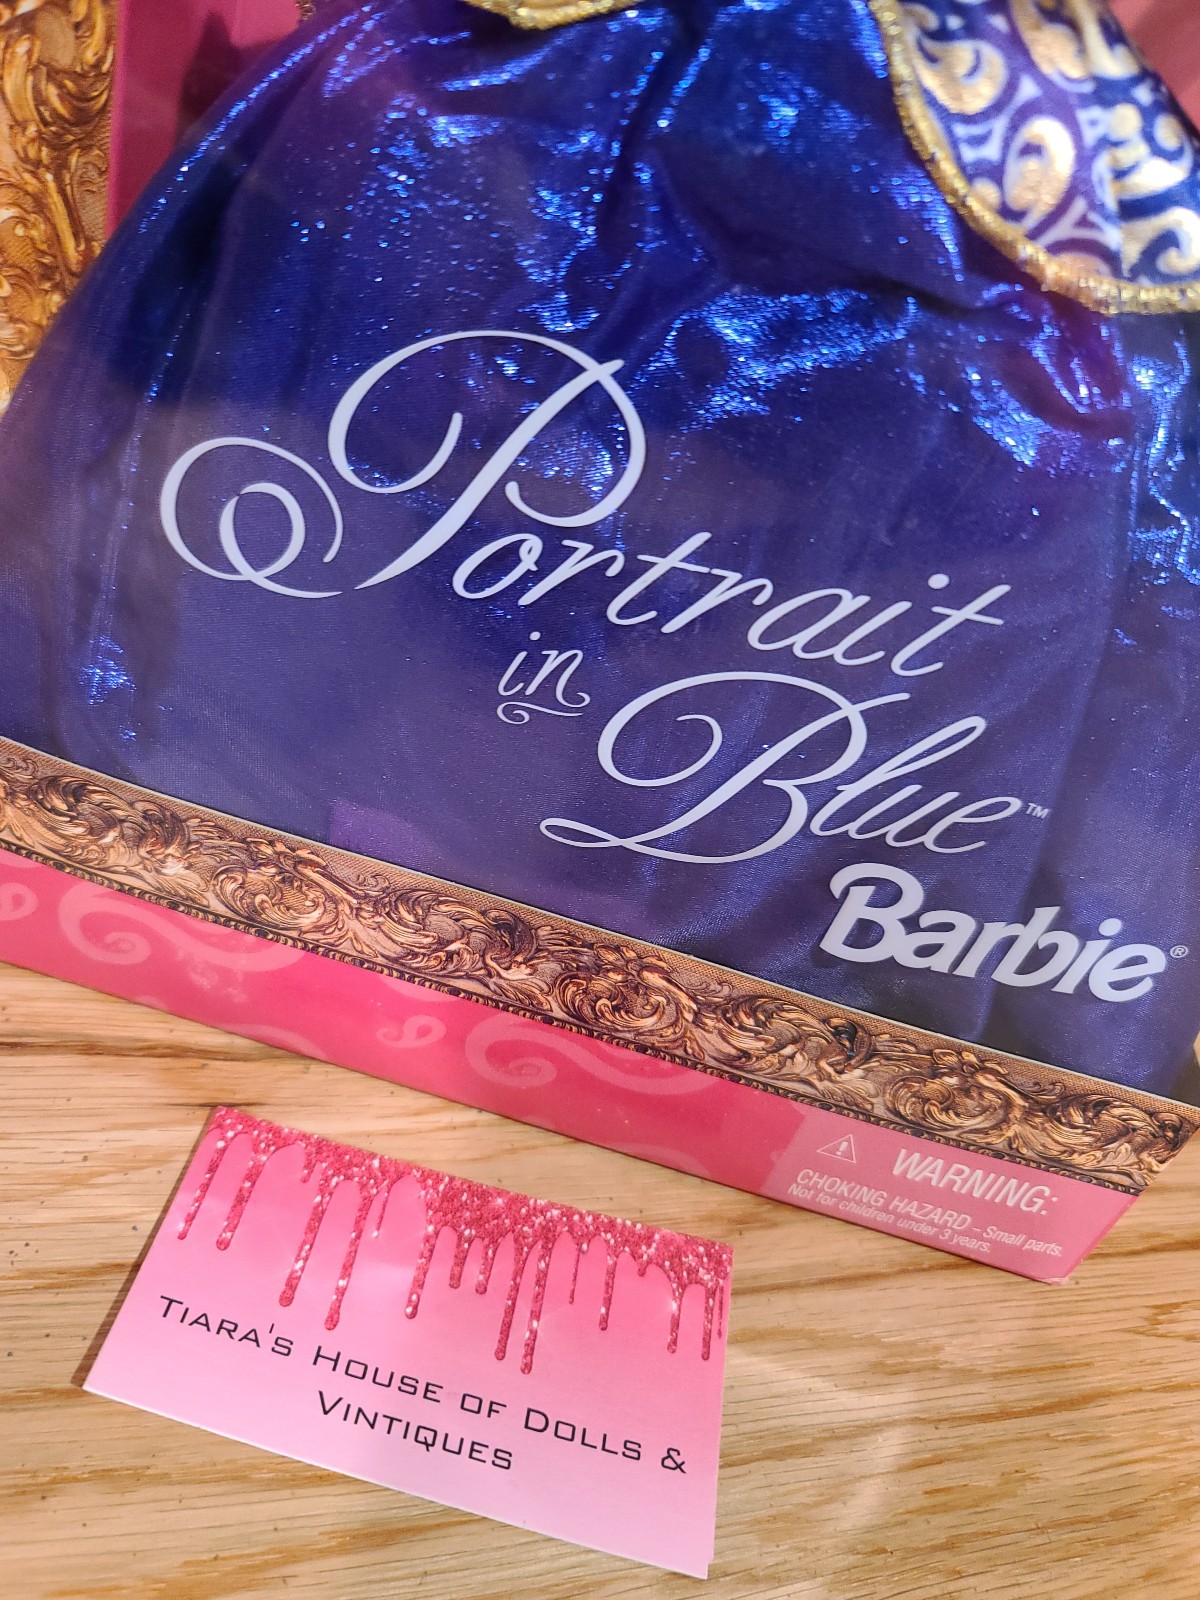 Portrait
in
Blue™
Barbie®
WARNING:
CHOKING HAZARD – Small parts.
Not for children under 3 years.
TIARA'S HOUSE OF DOLLS &
VINTIQUES